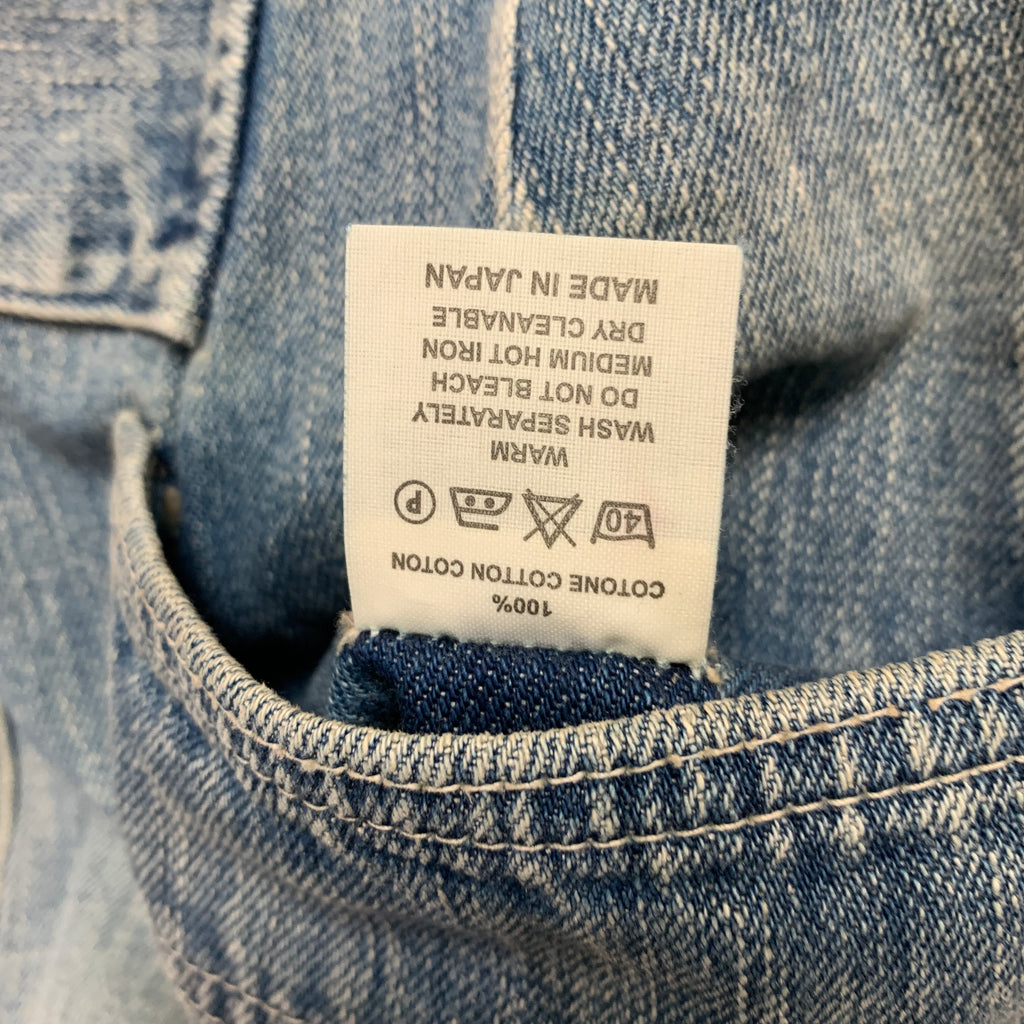 100%
COTONE COTTON COTON
40
P
WARM
WASH SEPARATELY
DO NOT BLEACH
MEDIUM HOT IRON
DRY CLEANABLE
MADE IN JAPAN